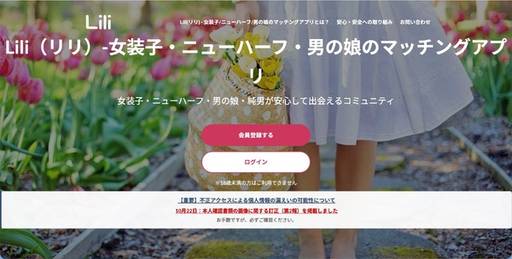 Lili
Lili(リリ)-女装子/ニューハーフ/男の娘のマッチングアプリとは？ 安心・安全への取り組み お問い合わせ
Lili（リリ）-女装子・ニューハーフ・男の娘のマッチングアプ
リ
女装子・ニューハーフ・男の娘・純男が安心して出会えるコミュニティ
会員登録する
ログイン
※18歳未満の方はご利用できません
【重要】不正アクセスによる個人情報の漏えいの可能性について
10月22日：本人確認書類の画像に関する訂正（第2報）を掲載しました
お手数ですが、必ずご確認ください。